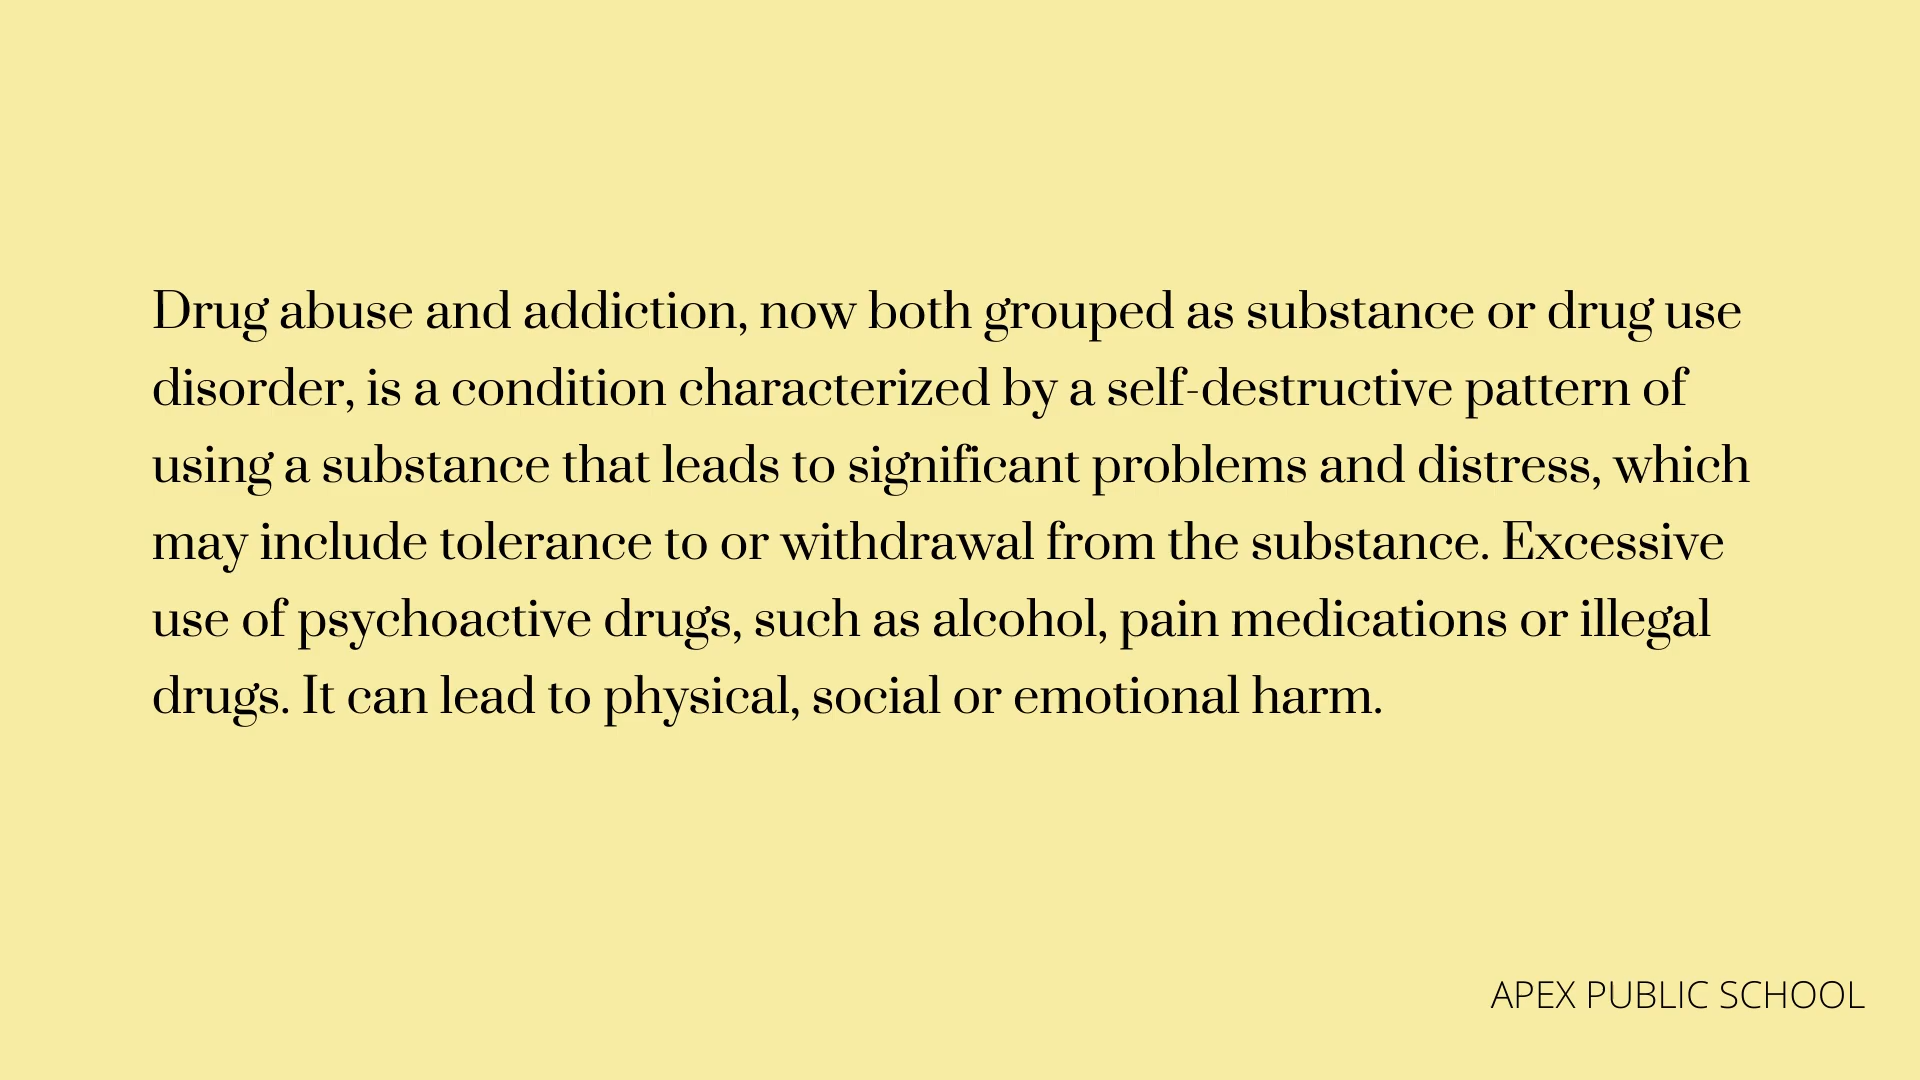 Drug abuse and addiction, now both grouped as substance or drug use
disorder, is a condition characterized by a self-destructive pattern of
using a substance that leads to significant problems and distress, which
may include tolerance to or withdrawal from the substance. Excessive
use of psychoactive drugs, such as alcohol, pain medications or illegal
drugs. It can lead to physical, social or emotional harm.
APEX PUBLIC SCHOOL